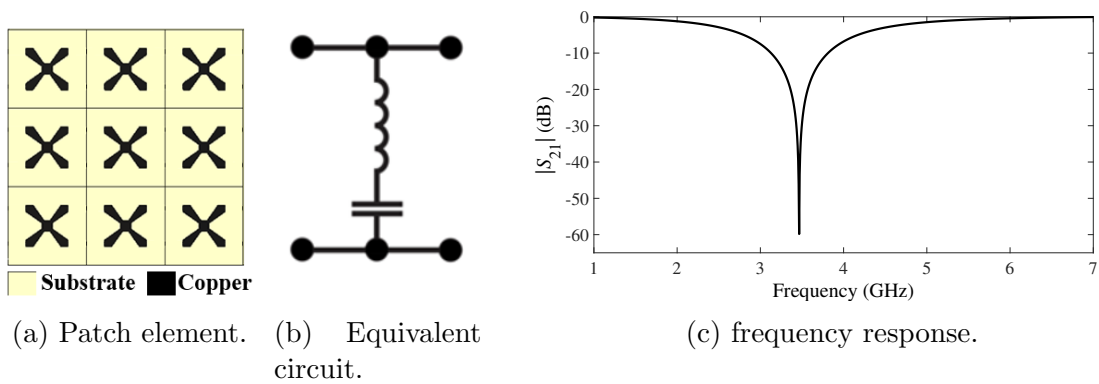 Substrate Copper
(a) Patch element.
(b) Equivalent
circuit.
|S21| (dB)
0
-10
-20
-30
-40
-50
-60
1 2 3 4 5 6 7
Frequency (GHz)
(c) frequency response.